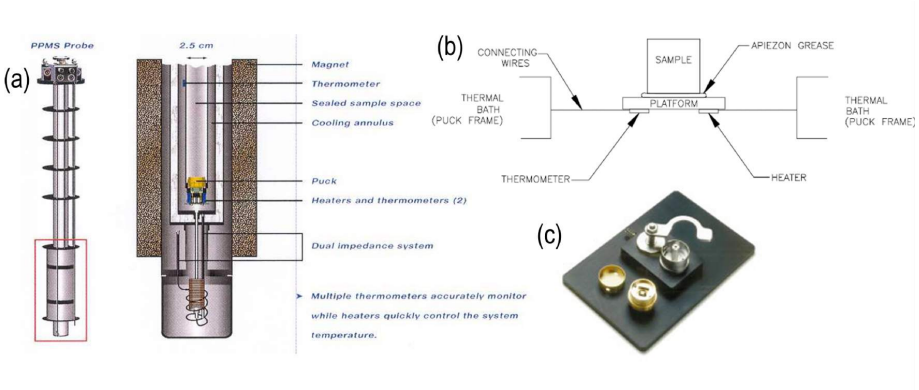 PPMS Probe
(a)
2.5 cm
Magnet
Thermometer
Sealed sample space
Cooling annulus
Puck
Heaters and thermometers (2)
Dual impedance system
Multiple thermometers accurately monitor
while heaters quickly control the system
temperature.
(b)
CONNECTING
WIRES
SAMPLE
APIEZON GREASE
THERMAL
BATH
(PUCK FRAME)
PLATFORM
THERMAL
BATH
(PUCK FRAME)
THERMOMETER
HEATER
(c)